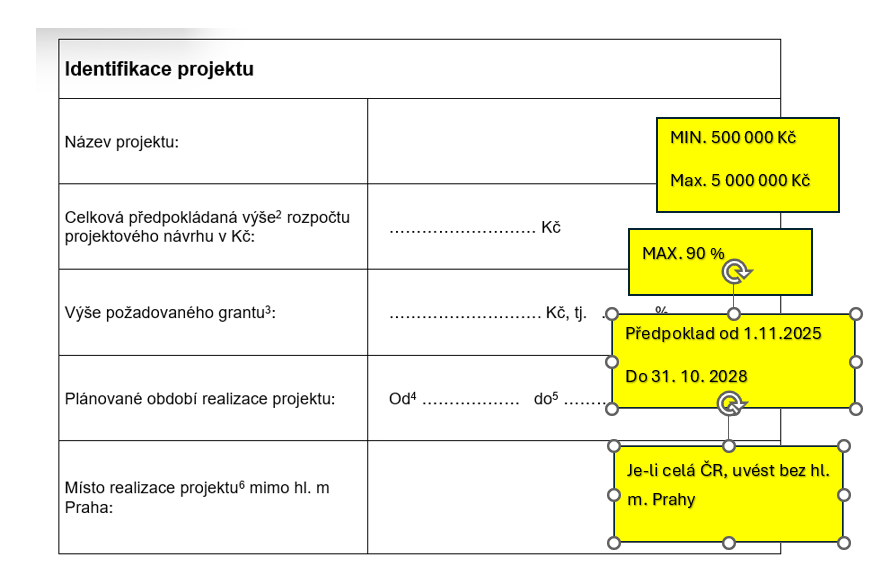 Identifikace projektu
Název projektu:
MIN. 500 000 Kč
Max. 5 000 000 Kč
Celková předpokládaná výše² rozpočtu
projektového návrhu v Kč:
............................ Kč
MAX. 90 %
Výše požadovaného grantu³:
............................. Kč, tj. . %
Předpoklad od 1.11.2025
Do 31. 10. 2028
Plánované období realizace projektu:
Od⁴ ................... do⁵ ........
Místo realizace projektu⁶ mimo hl. m
Praha:
Je-li celá ČR, uvést bez hl.
m. Prahy